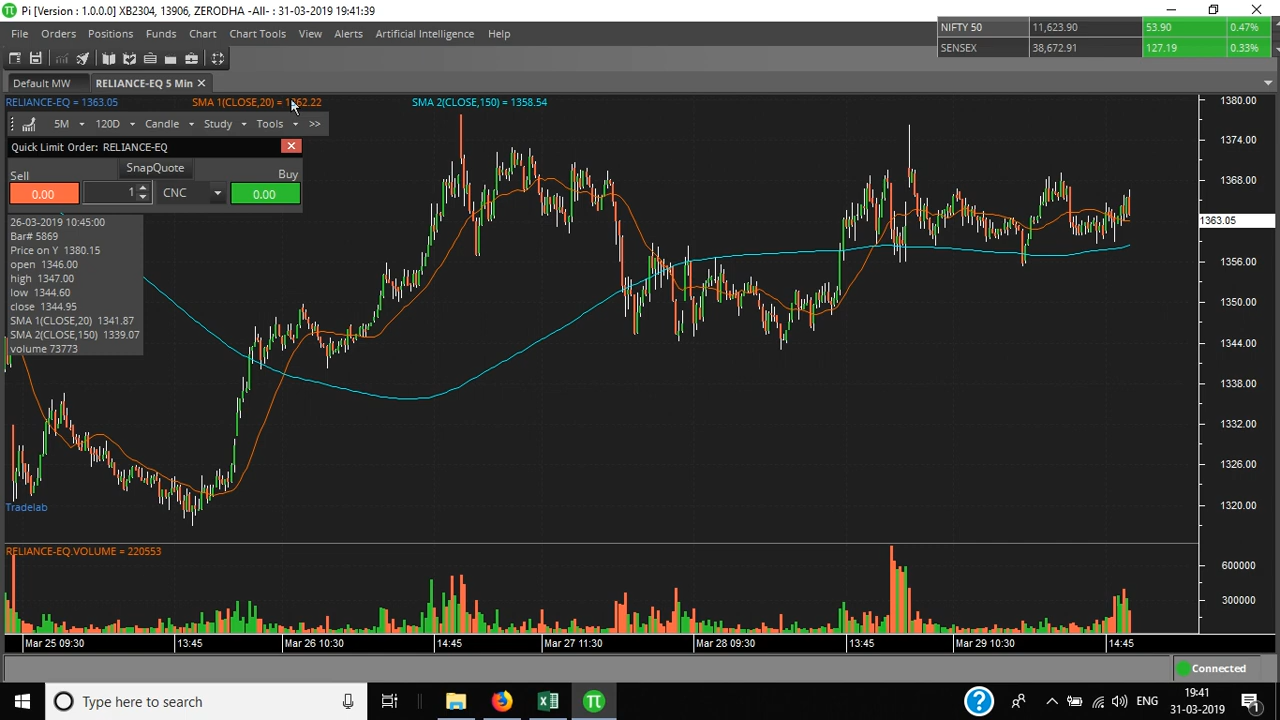 Pi [Version : 1.0.0.0] XB2304, 13906, ZERODHA -All- : 31-03-2019 19:41:39
File Orders Positions Funds Chart Chart Tools View Alerts Artificial Intelligence Help
NIFTY 50 11,623.90 53.90 0.47%
SENSEX 38,672.91 127.19 0.33%
Default MW RELIANCE-EQ 5 Min
RELIANCE-EQ = 1363.05 SMA 1(CLOSE,20) = 1362.22 SMA 2(CLOSE,150) = 1358.54
5M 120D Candle Study Tools >>
Quick Limit Order: RELIANCE-EQ
SnapQuote
Sell Buy
0.00 1 CNC 0.00
26-03-2019 10:45:00
Bar# 5869
Price on Y 1380.15
open 1346.00
high 1347.00
low 1344.60
close 1344.95
SMA 1(CLOSE,20) 1341.87
SMA 2(CLOSE,150) 1339.07
volume 73773
1380.00
1374.00
1368.00
1363.05
1356.00
1350.00
1344.00
1338.00
1332.00
1326.00
1320.00
Tradelab
RELIANCE-EQ.VOLUME = 220553
600000
300000
Mar 25 09:30 13:45 Mar 26 10:30 14:45 Mar 27 11:30 Mar 28 09:30 13:45 Mar 29 10:30 14:45
Connected
Type here to search
ENG
19:41
31-03-2019
1